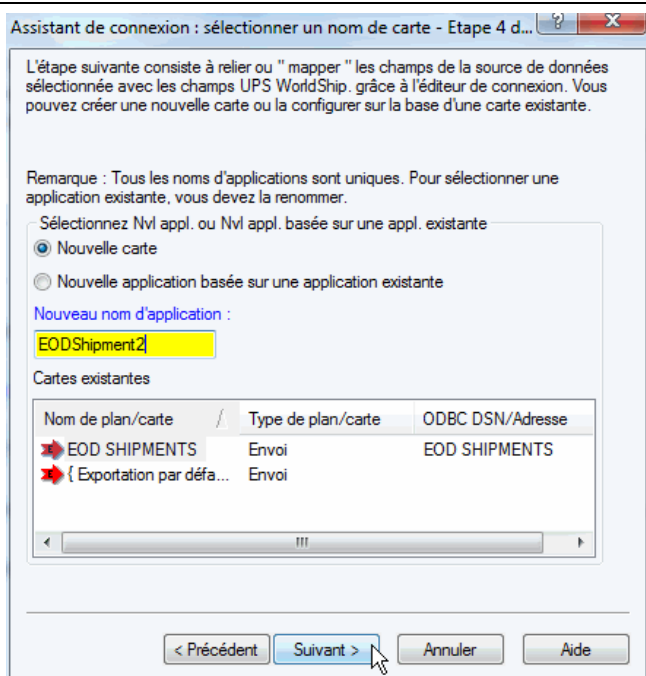 Assistant de connexion : sélectionner un nom de carte - Etape 4 d...
L'étape suivante consiste à relier ou " mapper " les champs de la source de données
sélectionnée avec les champs UPS WorldShip. grâce à l'éditeur de connexion. Vous
pouvez créer une nouvelle carte ou la configurer sur la base d'une carte existante.
Remarque : Tous les noms d'applications sont uniques. Pour sélectionner une
application existante, vous devez la renommer.
Sélectionnez Nvl appl. ou Nvl appl. basée sur une appl. existante
Nouvelle carte
Nouvelle application basée sur une application existante
Nouveau nom d'application :
EODShipment2
Cartes existantes
Nom de plan/carte Type de plan/carte ODBC DSN/Adresse
EOD SHIPMENTS Envoi EOD SHIPMENTS
{ Exportation par défa... Envoi
< Précédent Suivant > Annuler Aide